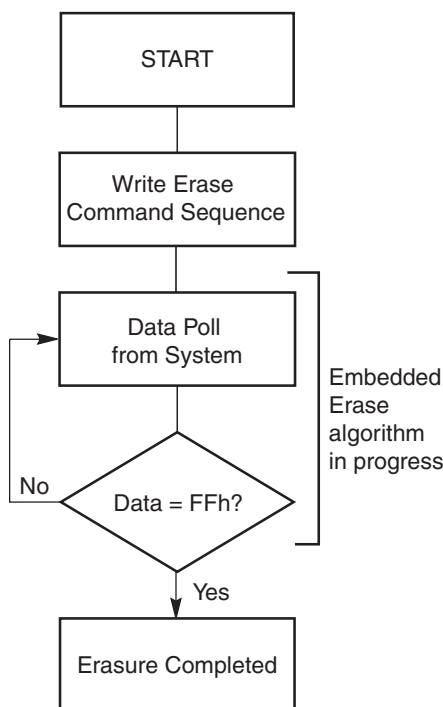 START
Write Erase
Command Sequence
Data Poll
from System
Embedded
Erase
algorithm
in progress
No
Data = FFh?
Yes
Erasure Completed